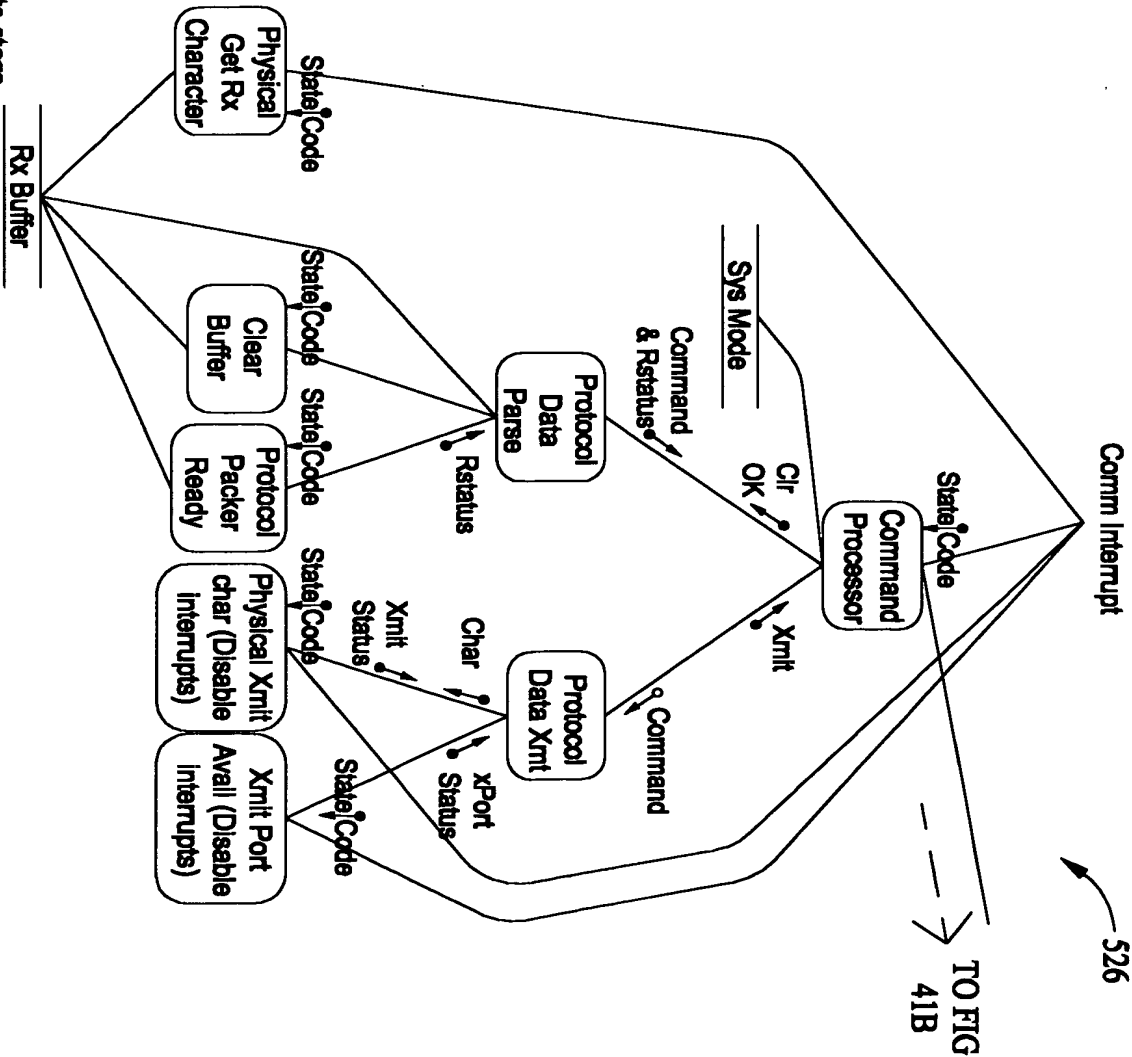 Comm Interrupt
526
TO FIG
41B
State Code
Command
Processor
Sys Mode
Clr
OK
Xmit
Command
& Rstatus
Command
Protocol
Data
Parse
Protocol
Data Xmt
Rstatus
Char
Xmit
Status
xPort
Status
State Code
Physical
Get Rx
Character
State Code
Clear
Buffer
State Code
Protocol
Packer
Ready
State Code
Physical Xmit
char (Disable
interrupts)
State Code
Xmit Port
Avail (Disable
interrupts)
Rx Buffer